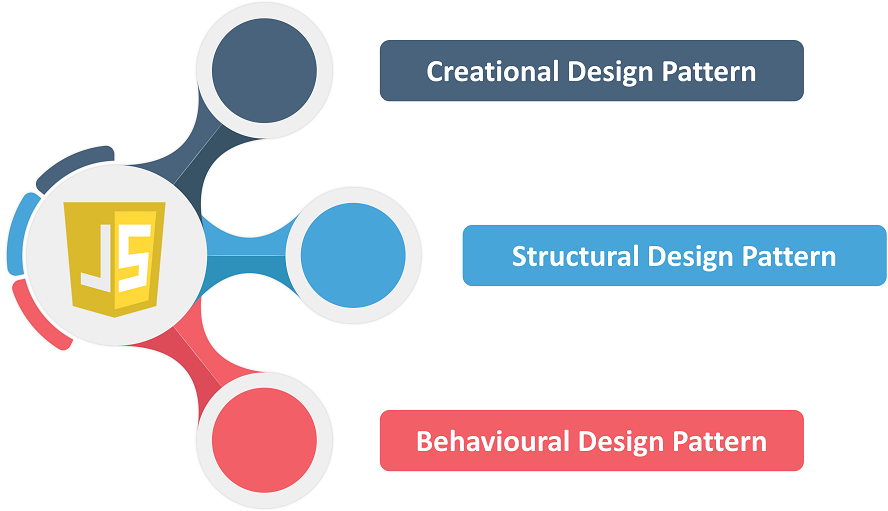 Creational Design Pattern
JS
Structural Design Pattern
Behavioural Design Pattern